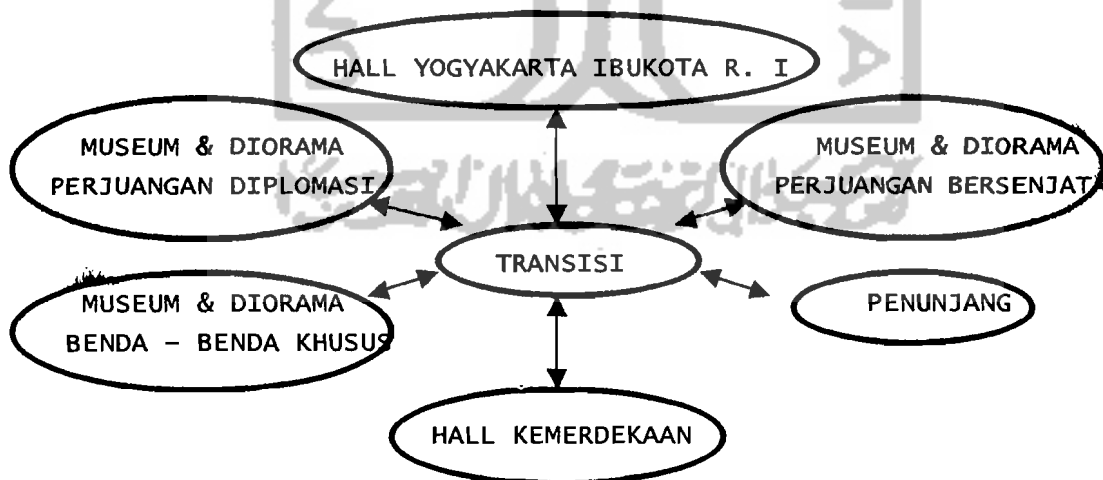 HALL YOGYAKARTA IBUKOTA R. I
MUSEUM & DIORAMA
PERJUANGAN DIPLOMASI
MUSEUM & DIORAMA
PERJUANGAN BERSENJAT
TRANSISI
MUSEUM & DIORAMA
BENDA – BENDA KHUSUS
PENUNJANG
HALL KEMERDEKAAN